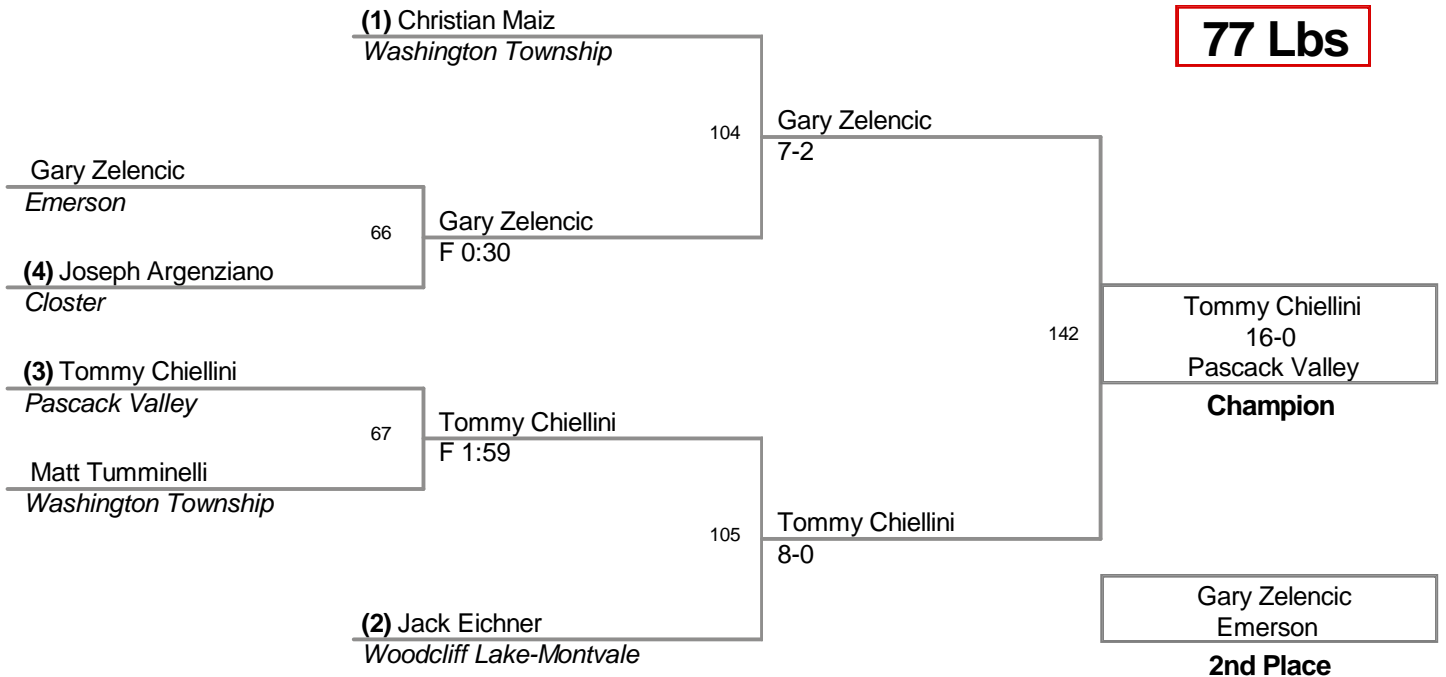 (1) Christian Maiz
Washington Township
77 Lbs
104
Gary Zelencic
7-2
Gary Zelencic
Emerson
66
Gary Zelencic
F 0:30
(4) Joseph Argenziano
Closter
142
Tommy Chiellini
16-0
Pascack Valley
Champion
(3) Tommy Chiellini
Pascack Valley
67
Tommy Chiellini
F 1:59
Matt Tumminelli
Washington Township
105
Tommy Chiellini
8-0
(2) Jack Eichner
Woodcliff Lake-Montvale
Gary Zelencic
Emerson
2nd Place